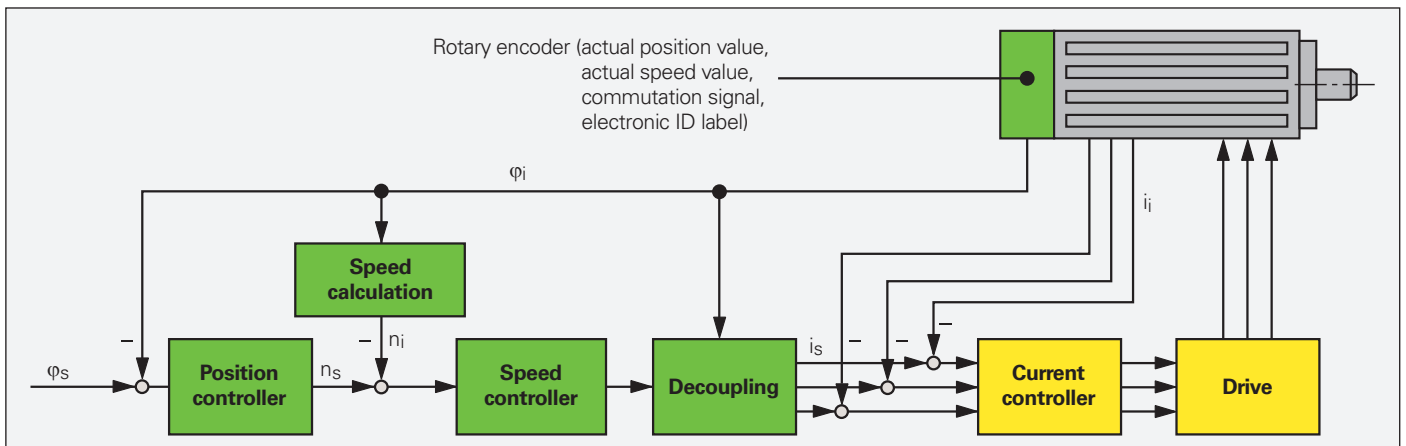 Rotary encoder (actual position value,
actual speed value,
commutation signal,
electronic ID label)
φi
ii
Speed
calculation
–
–
ni
is
–
–
–
φs
Position
controller
ns
Speed
controller
Decoupling
Current
controller
Drive